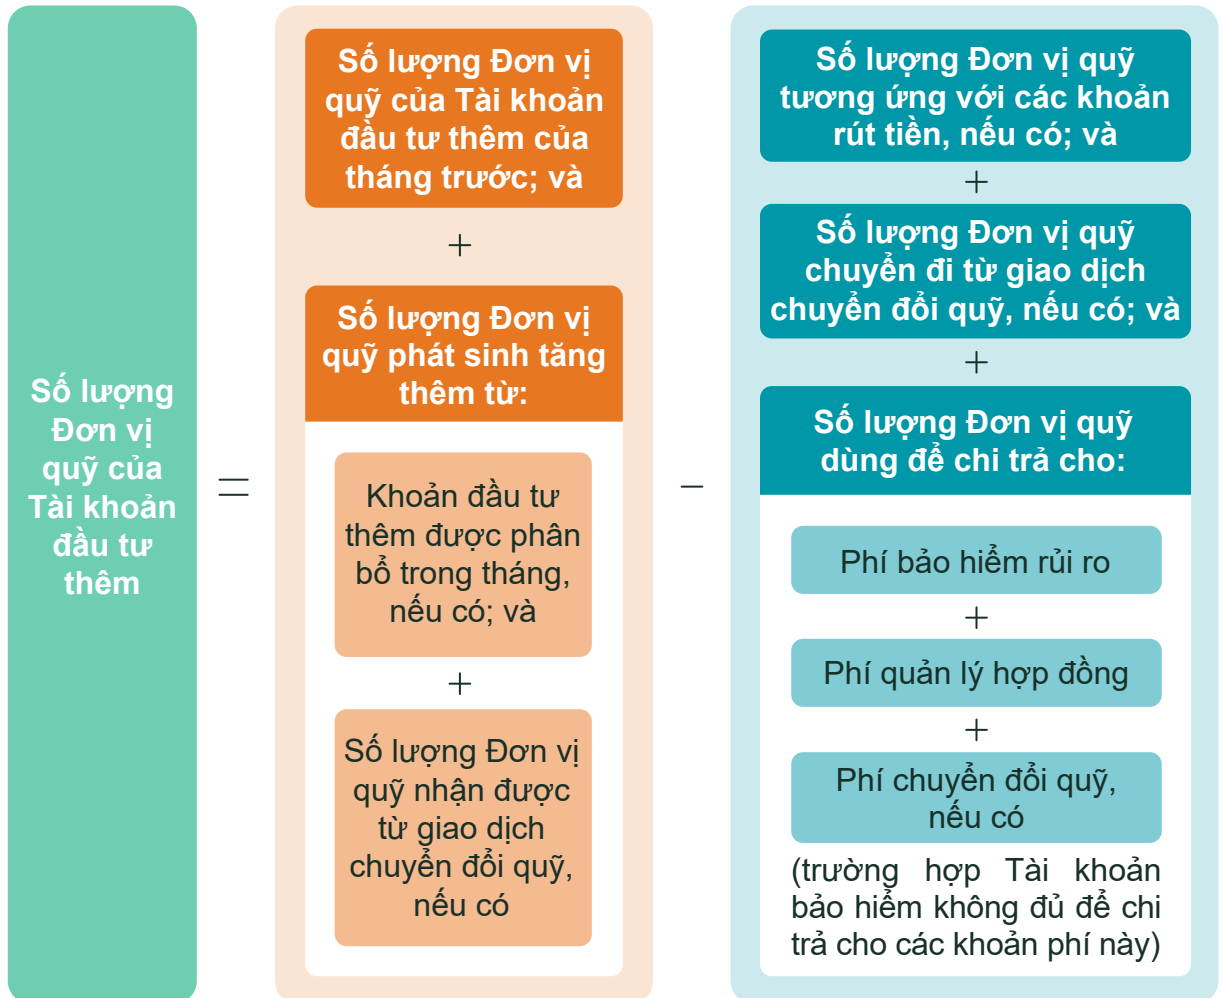 Số lượng
Đơn vị
quỹ của
Tài khoản
đầu tư
thêm
=
Số lượng Đơn vị
quỹ của Tài khoản
đầu tư thêm của
tháng trước; và
+
Số lượng Đơn vị
quỹ phát sinh tăng
thêm từ:
Khoản đầu tư
thêm được phân
bổ trong tháng,
nếu có; và
+
Số lượng Đơn vị
quỹ nhận được
từ giao dịch
chuyển đổi quỹ,
nếu có
−
Số lượng Đơn vị quỹ
tương ứng với các khoản
rút tiền, nếu có; và
+
Số lượng Đơn vị quỹ
chuyển đi từ giao dịch
chuyển đổi quỹ, nếu có; và
+
Số lượng Đơn vị quỹ
dùng để chi trả cho:
Phí bảo hiểm rủi ro
+
Phí quản lý hợp đồng
+
Phí chuyển đổi quỹ,
nếu có
(trường hợp Tài khoản
bảo hiểm không đủ để chi
trả cho các khoản phí này)